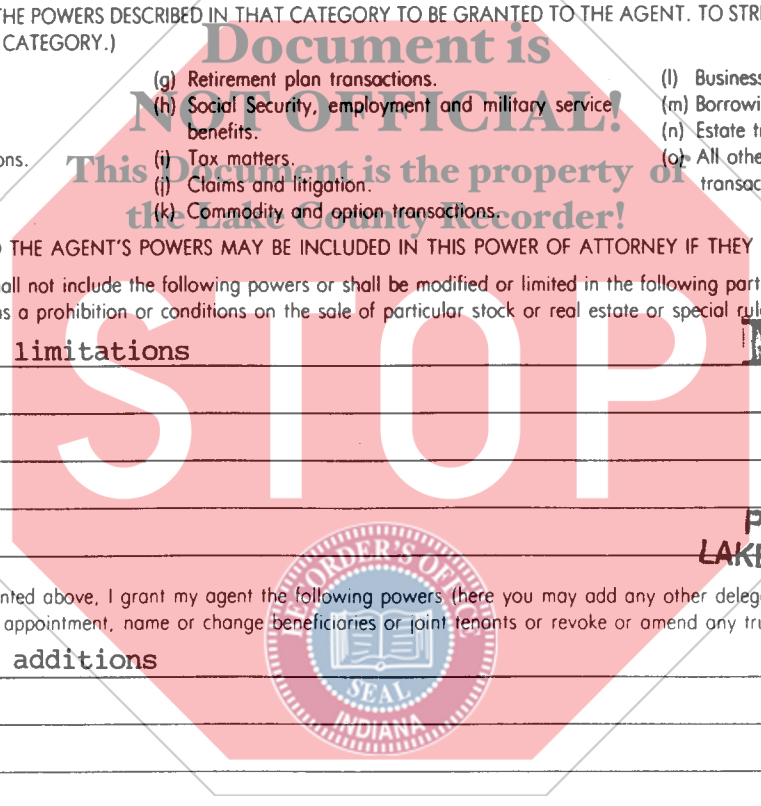 THE POWERS DESCRIBED IN THAT CATEGORY TO BE GRANTED TO THE AGENT. TO STRI
CATEGORY.)
Document is
(g) Retirement plan transactions.
(l) Business
NOT OFFICIAL!
(h) Social Security, employment and military service
benefits.
(m) Borrowi
(n) Estate tr
ons.
This Document is the property of
(i) Tax matters.
(o) All othe
(j) Claims and litigation.
transac
the Lake County Recorder!
(k) Commodity and option transactions.
THE AGENT'S POWERS MAY BE INCLUDED IN THIS POWER OF ATTORNEY IF THEY
all not include the following powers or shall be modified or limited in the following part
s a prohibition or conditions on the sale of particular stock or real estate or special rule
limitations
STOP
LAKE
nted above, I grant my agent the following powers (here you may add any other deleg
appointment, name or change beneficiaries or joint tenants or revoke or amend any tru
additions
RECORDER'S OFFICE
SEAL
INDIANA